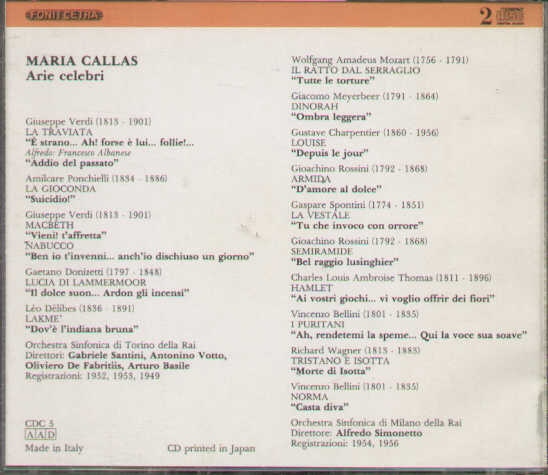 FONIT CETRA
2
COMPACT
disc
DIGITAL AUDIO
MARIA CALLAS
Arie celebri
Giuseppe Verdi (1813 - 1901)
LA TRAVIATA
“È strano... Ah! forse è lui... follie!...
Alfredo: Francesco Albanese
“Addio del passato”
Amilcare Ponchielli (1834 - 1886)
LA GIOCONDA
“Suicidio!”
Giuseppe Verdi (1813 - 1901)
MACBETH
“Vieni! t’affretta”
NABUCCO
“Ben io t’invenni... anch’io dischiuso un giorno”
Gaetano Donizetti (1797 - 1848)
LUCIA DI LAMMERMOOR
“Il dolce suon... Ardon gli incensi”
Léo Délibes (1836 - 1891)
LAKME’
“Dov’è l’indiana bruna”
Orchestra Sinfonica di Torino della Rai
Direttori: Gabriele Santini, Antonino Votto,
Oliviero De Fabritiis, Arturo Basile
Registrazioni: 1952, 1953, 1949
CDC 5
AAD
Made in Italy
CD printed in Japan
Wolfgang Amadeus Mozart (1756 - 1791)
IL RATTO DAL SERRAGLIO
“Tutte le torture”
Giacomo Meyerbeer (1791 - 1864)
DINORAH
“Ombra leggera”
Gustave Charpentier (1860 - 1956)
LOUISE
“Depuis le jour”
Gioachino Rossini (1792 - 1868)
ARMIDA
“D’amore al dolce”
Gaspare Spontini (1774 - 1851)
LA VESTALE
“Tu che invoco con orrore”
Gioachino Rossini (1792 - 1868)
SEMIRAMIDE
“Bel raggio lusinghier”
Charles Louis Ambroise Thomas (1811 - 1896)
HAMLET
“Ai vostri giochi... vi voglio offrir dei fiori”
Vincenzo Bellini (1801 - 1835)
I PURITANI
“Ah, rendetemi la speme... Qui la voce sua soave”
Richard Wagner (1813 - 1883)
TRISTANO E ISOTTA
“Morte di Isotta”
Vincenzo Bellini (1801 - 1835)
NORMA
“Casta diva”
Orchestra Sinfonica di Milano della Rai
Direttore: Alfredo Simonetto
Registrazioni: 1954, 1956